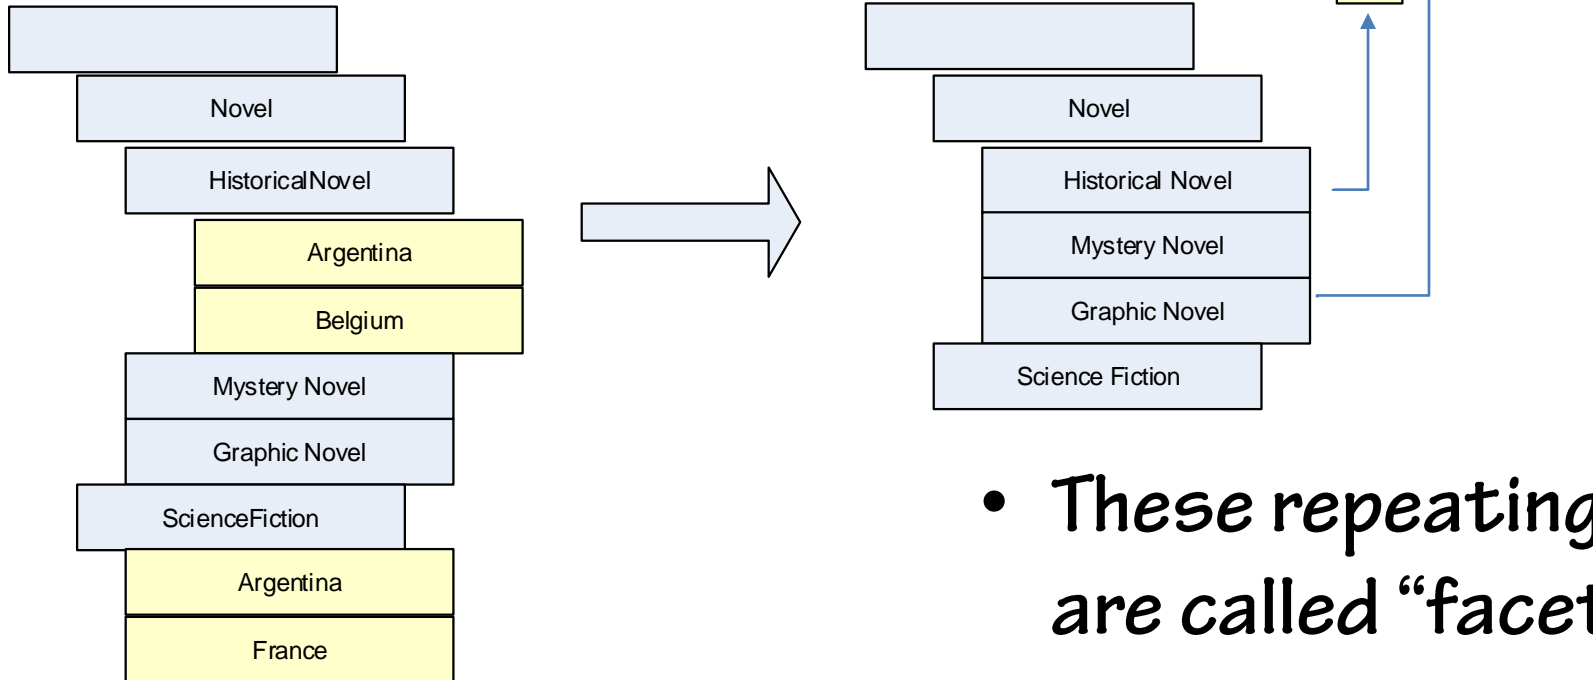 Novel
HistoricalNovel
Argentina
Belgium
Mystery Novel
Graphic Novel
ScienceFiction
Argentina
France
Novel
Historical Novel
Mystery Novel
Graphic Novel
Science Fiction
• These repeating
are called “facet